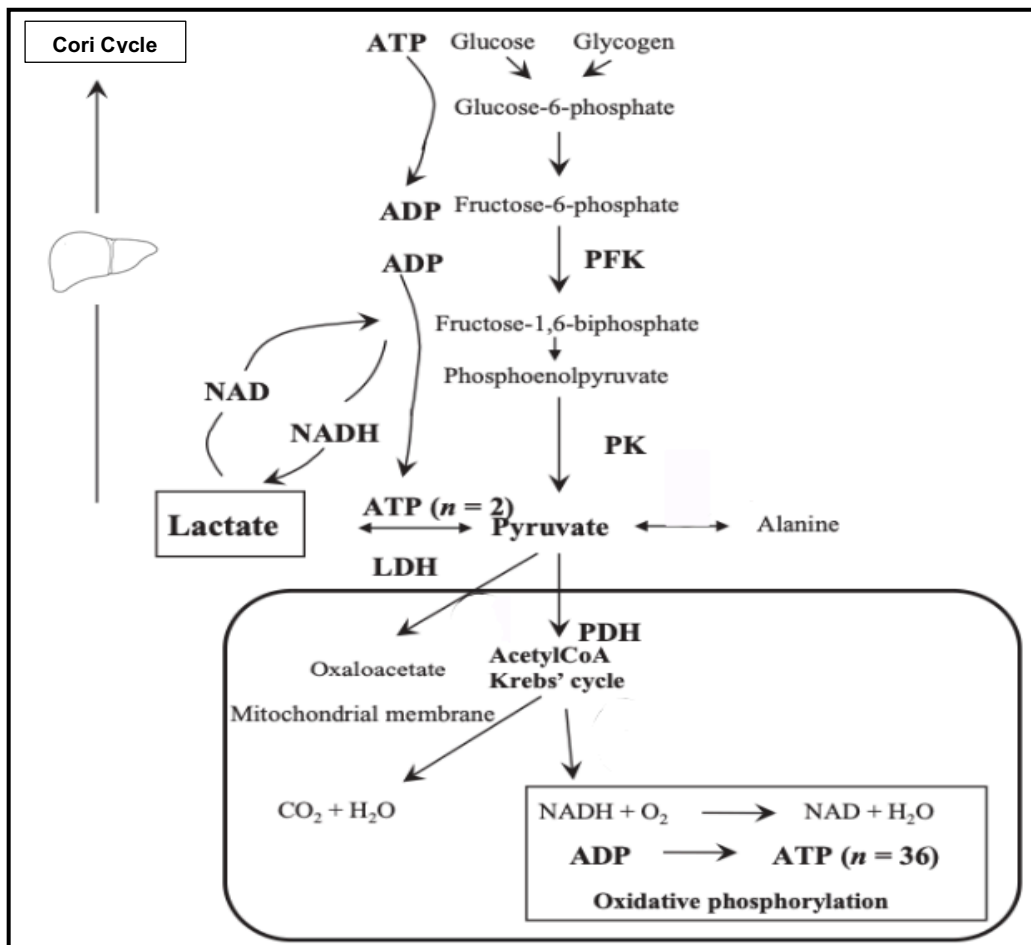 Cori Cycle
ATP Glucose Glycogen
Glucose-6-phosphate
ADP Fructose-6-phosphate
PFK
ADP
Fructose-1,6-biphosphate
Phosphoenolpyruvate
NAD
NADH
PK
ATP (n = 2)
Lactate Pyruvate Alanine
LDH
PDH
Oxaloacetate
AcetylCoA
Krebs’ cycle
Mitochondrial membrane
CO₂ + H₂O
NADH + O₂ NAD + H₂O
ADP ATP (n = 36)
Oxidative phosphorylation